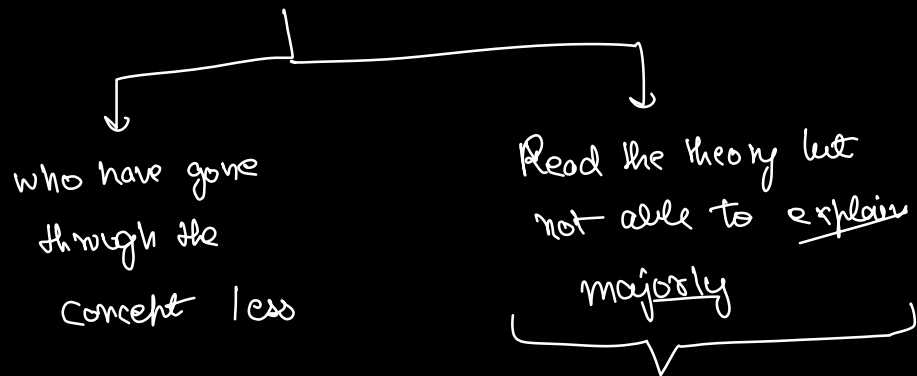 who have gone
through the
concept less
Read the theory but
not able to explain
majorly